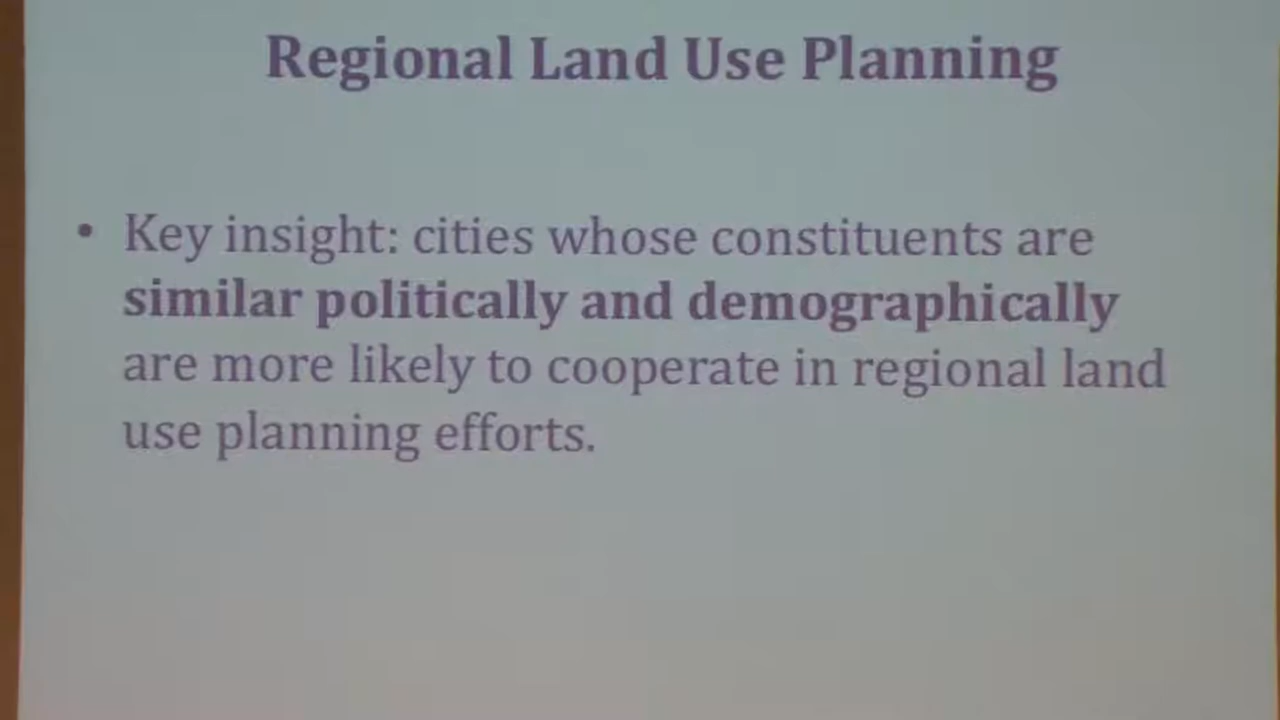 Regional Land Use Planning
• Key insight: cities whose constituents are
similar politically and demographically
are more likely to cooperate in regional land
use planning efforts.